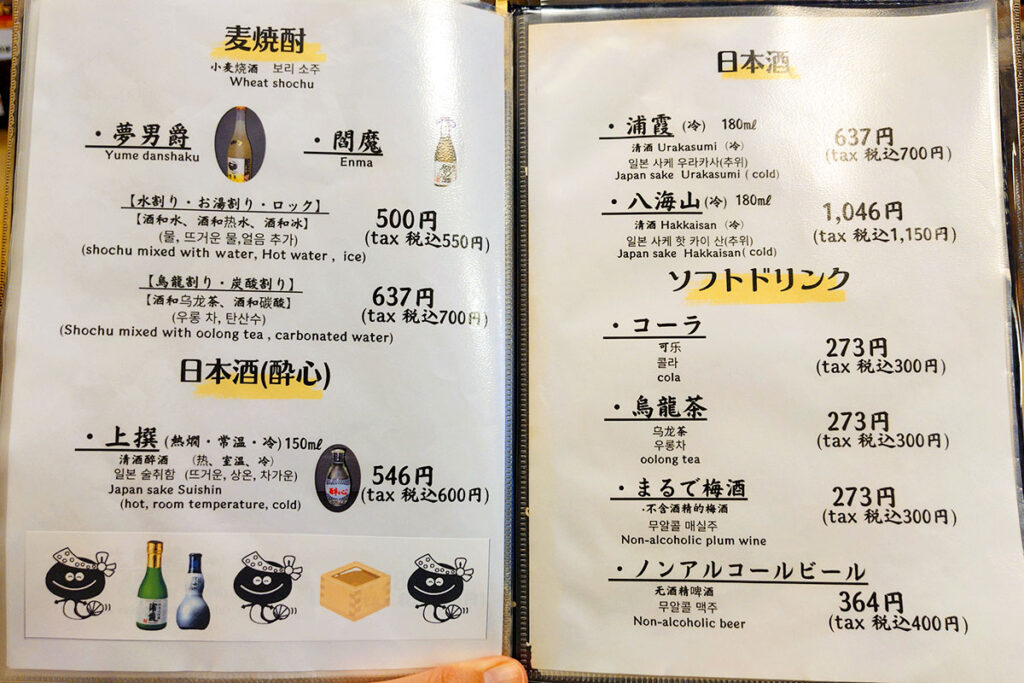 麦焼酎
小麦烧酒 보리 소주
Wheat shochu
・夢男爵
Yume danshaku
・閻魔
Enma
【水割り・お湯割り・ロック】
【酒和水、酒和热水、酒和冰】
(물, 뜨거운 물,얼음 추가)
(shochu mixed with water, Hot water , ice)
500円
(tax 税込550円)
【烏龍割り・炭酸割り】
【酒和乌龙茶、酒和碳酸】
(우롱 차, 탄산수)
(Shochu mixed with oolong tea , carbonated water)
637円
(tax 税込700円)
日本酒(酔心)
・上撰 (熱燗・常温・冷)150㎖
清酒醉酒 (热、室温、冷)
일본 술취함 (뜨거운, 상온, 차가운)
Japan sake Suishin
(hot, room temperature, cold)
546円
(tax 税込600円)
酔心
浦霞
日本酒
・浦霞 (冷) 180㎖
清酒 Urakasumi (冷)
일본 사케 우라카사(추위)
Japan sake Urakasumi ( cold)
637円
(tax 税込700円)
・八海山(冷) 180㎖
清酒 Hakkaisan (冷)
일본 사케 핫 카이 산(추위)
Japan sake Hakkaisan( cold)
1,046円
(tax 税込1,150円)
ソフトドリンク
・コーラ
可乐
콜라
cola
273円
(tax 税込300円)
・烏龍茶
乌龙茶
우롱차
oolong tea
273円
(tax 税込300円)
・まるで梅酒
・不含酒精的梅酒
무알콜 매실주
Non-alcoholic plum wine
273円
(tax 税込300円)
・ノンアルコールビール
无酒精啤酒
무알콜 맥주
Non-alcoholic beer
364円
(tax 税込400円)